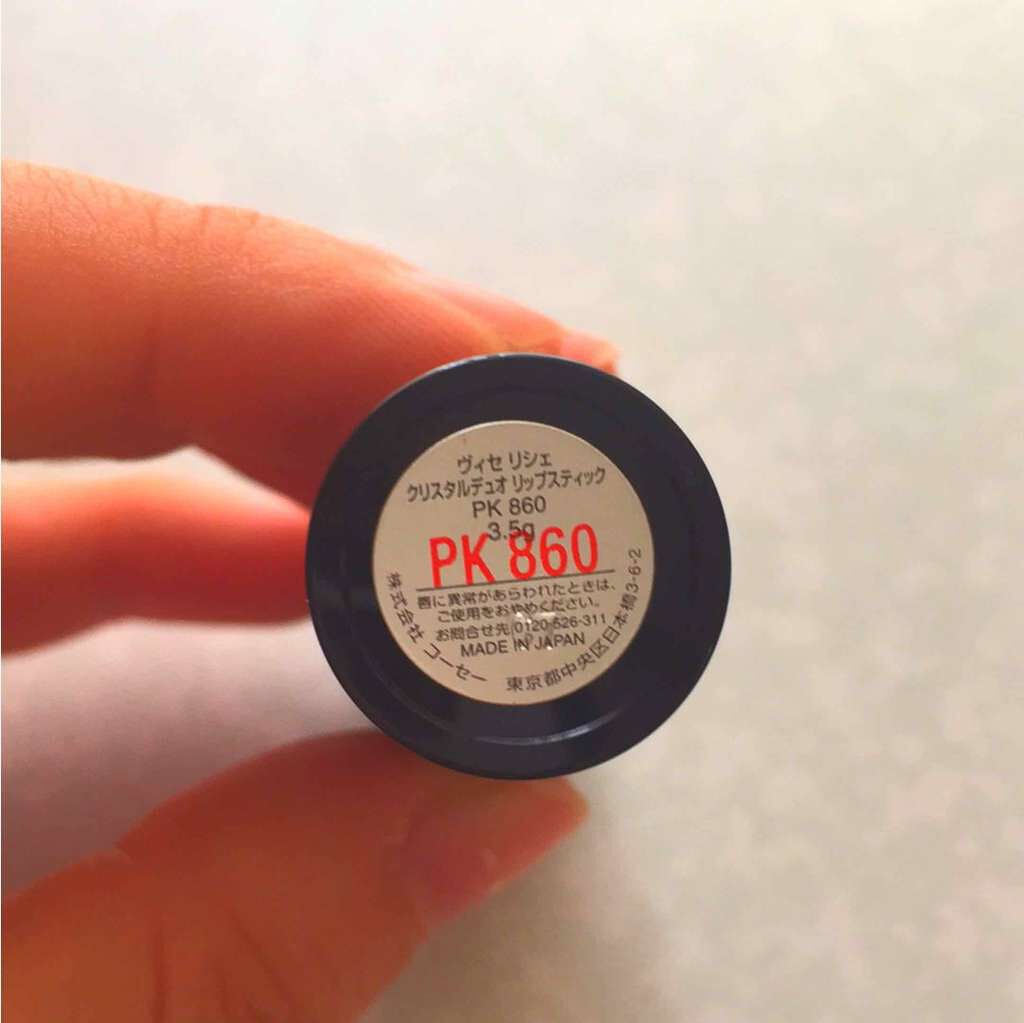 ヴィセ リシェ
クリスタルデュオ リップスティック
PK 860
3.5g
PK 860
唇に異常があらわれたときは、
ご使用をおやめください。
お問合せ先 0120-526-311
MADE IN JAPAN
株式会社 コーセー 東京都中央区日本橋3-6-2